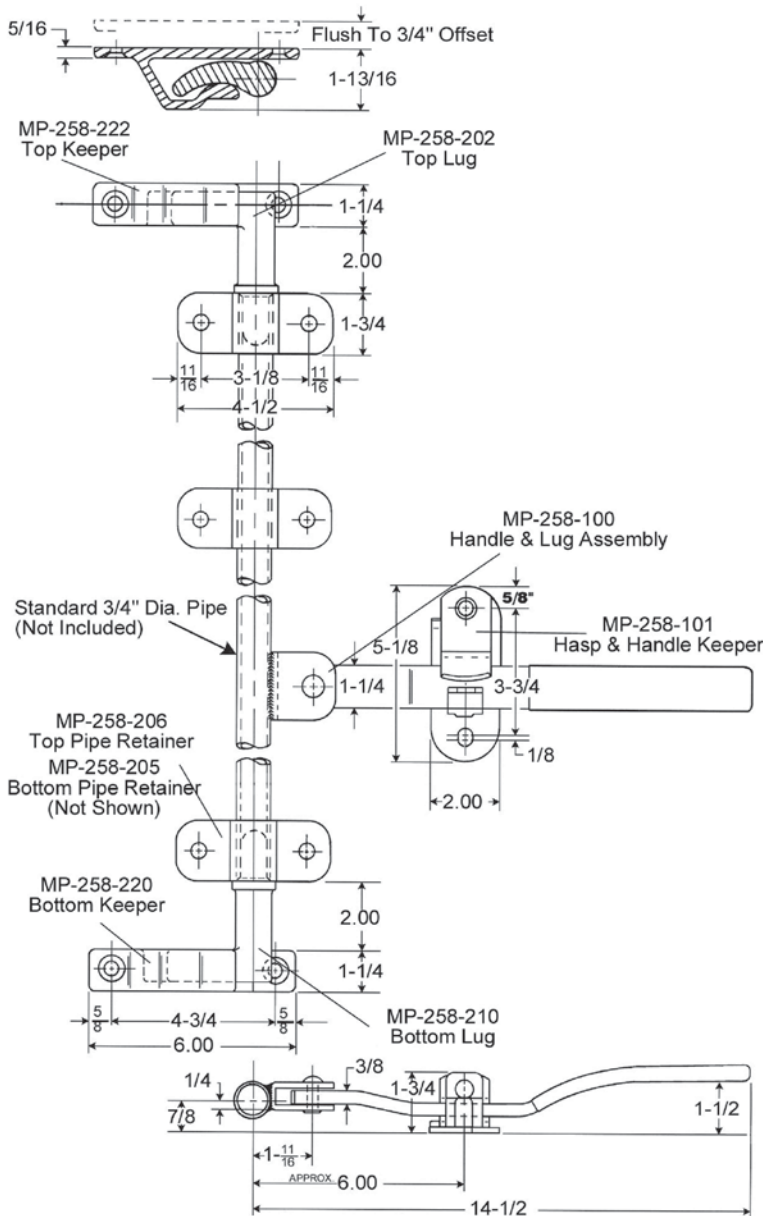 5/16
Flush To 3/4" Offset
1-13/16
MP-258-222
Top Keeper
MP-258-202
Top Lug
1-1/4
2.00
1-3/4
11/16
3-1/8
11/16
4-1/2
MP-258-100
Handle & Lug Assembly
Standard 3/4" Dia. Pipe
(Not Included)
5/8"
5-1/8
MP-258-101
Hasp & Handle Keeper
1-1/4
3-3/4
1/8
2.00
MP-258-206
Top Pipe Retainer
MP-258-205
Bottom Pipe Retainer
(Not Shown)
MP-258-220
Bottom Keeper
2.00
1-1/4
5/8
4-3/4
5/8
6.00
MP-258-210
Bottom Lug
1/4
7/8
3/8
1-3/4
1-1/2
1-11/16
APPROX. 6.00
14-1/2